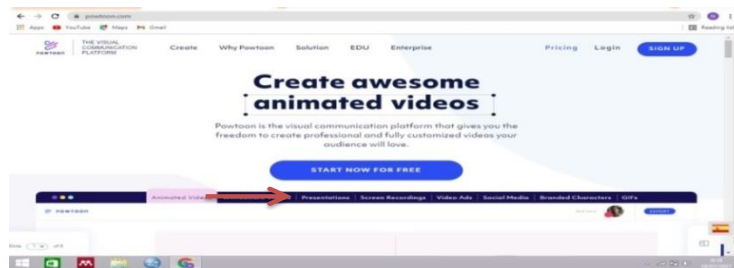 powtoon.com
Apps YouTube Maps Gmail Reading list
POWTOON THE VISUAL COMMUNICATION PLATFORM Create Why Powtoon Solution EDU Enterprise Pricing Login SIGN UP
Create awesome
animated videos
Powtoon is the visual communication platform that gives you the
freedom to create professional and fully customized videos your
audience will love.
START NOW FOR FREE
Animated Videos Presentations Screen Recordings Video Ads Social Media Branded Characters GIFs
POWTOON EXPORT